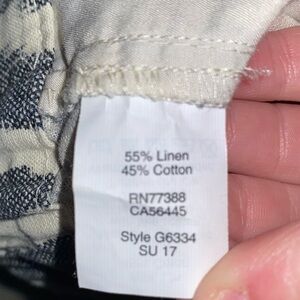 55% Linen
45% Cotton
RN77388
CA56445
Style G6334
SU 17